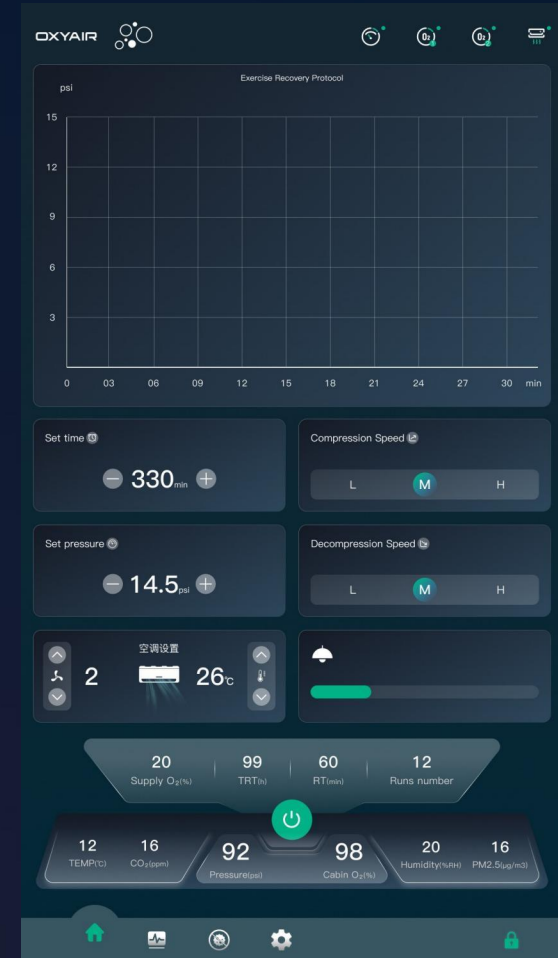 OXYAIR
O₂
O₂
Exercise Recovery Protocol
psi
15
12
9
6
3
0 03 06 09 12 15 18 21 24 27 30 min
Set time
330min
Compression Speed
L M H
Set pressure
14.5psi
Decompression Speed
L M H
空调设置
2
26℃
20 99 60 12
Supply O₂(%) TRT(h) RT(min) Runs number
12 16 92 98 20 16
TEMP(℃) CO₂(ppm) Pressure(psi) Cabin O₂(%) Humidity(%RH) PM2.5(μg/m3)